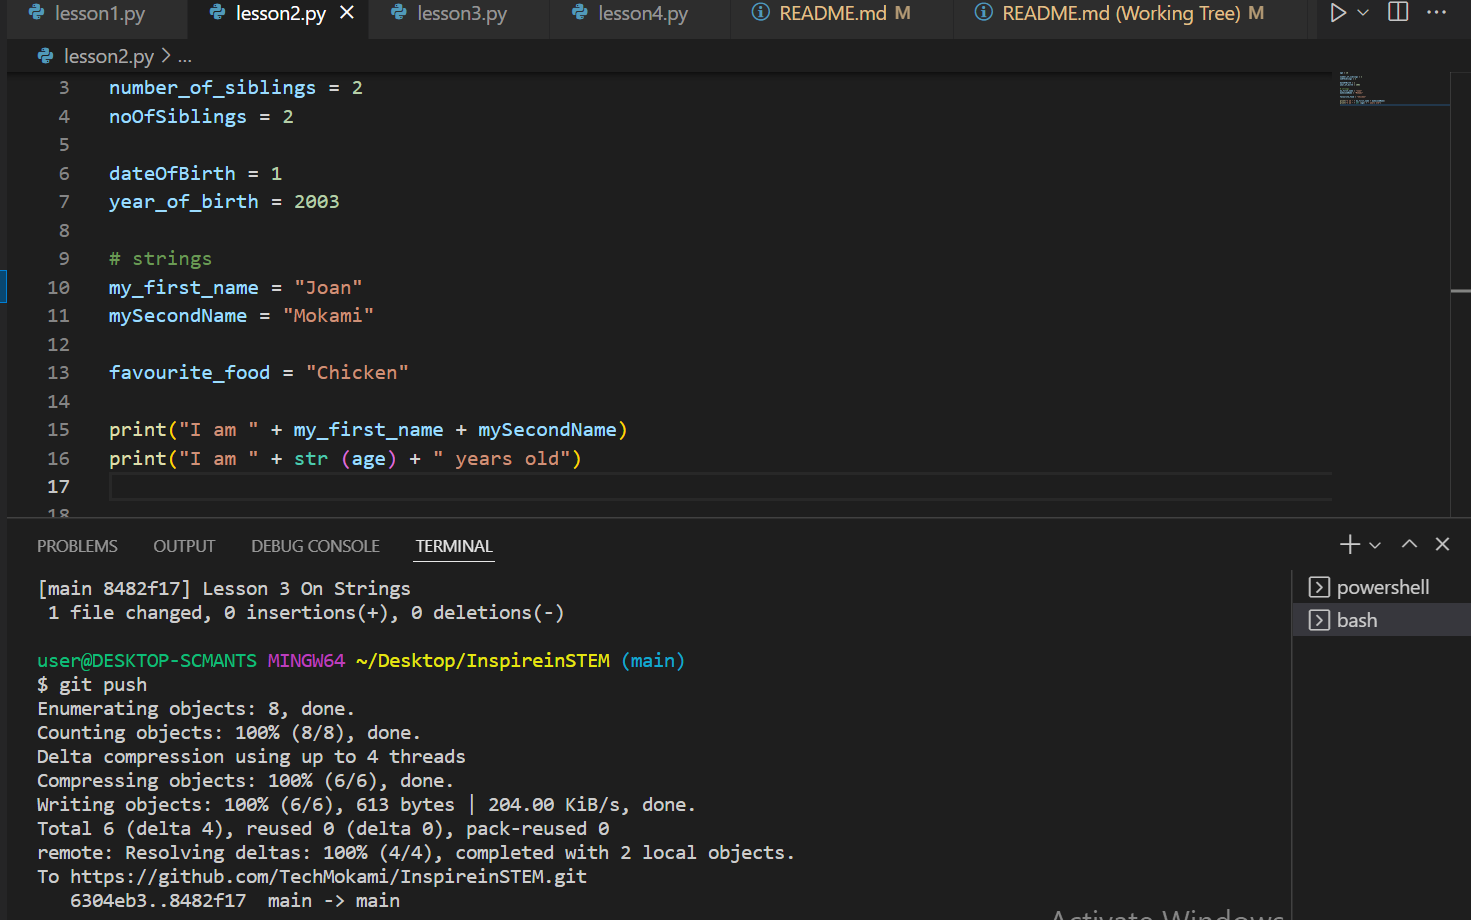 lesson1.py lesson2.py lesson3.py lesson4.py README.md M README.md (Working Tree) M
lesson2.py > ...
3 number_of_siblings = 2
4 noOfSiblings = 2
5
6 dateOfBirth = 1
7 year_of_birth = 2003
8
9 # strings
10 my_first_name = "Joan"
11 mySecondName = "Mokami"
12
13 favourite_food = "Chicken"
14
15 print("I am " + my_first_name + mySecondName)
16 print("I am " + str (age) + " years old")
17
18
PROBLEMS OUTPUT DEBUG CONSOLE TERMINAL
[main 8482f17] Lesson 3 On Strings
1 file changed, 0 insertions(+), 0 deletions(-)
user@DESKTOP-SCMANTS MINGW64 ~/Desktop/InspireinSTEM (main)
$ git push
Enumerating objects: 8, done.
Counting objects: 100% (8/8), done.
Delta compression using up to 4 threads
Compressing objects: 100% (6/6), done.
Writing objects: 100% (6/6), 613 bytes | 204.00 KiB/s, done.
Total 6 (delta 4), reused 0 (delta 0), pack-reused 0
remote: Resolving deltas: 100% (4/4), completed with 2 local objects.
To https://github.com/TechMokami/InspireinSTEM.git
6304eb3..8482f17 main -> main
powershell
bash
Activate Windows